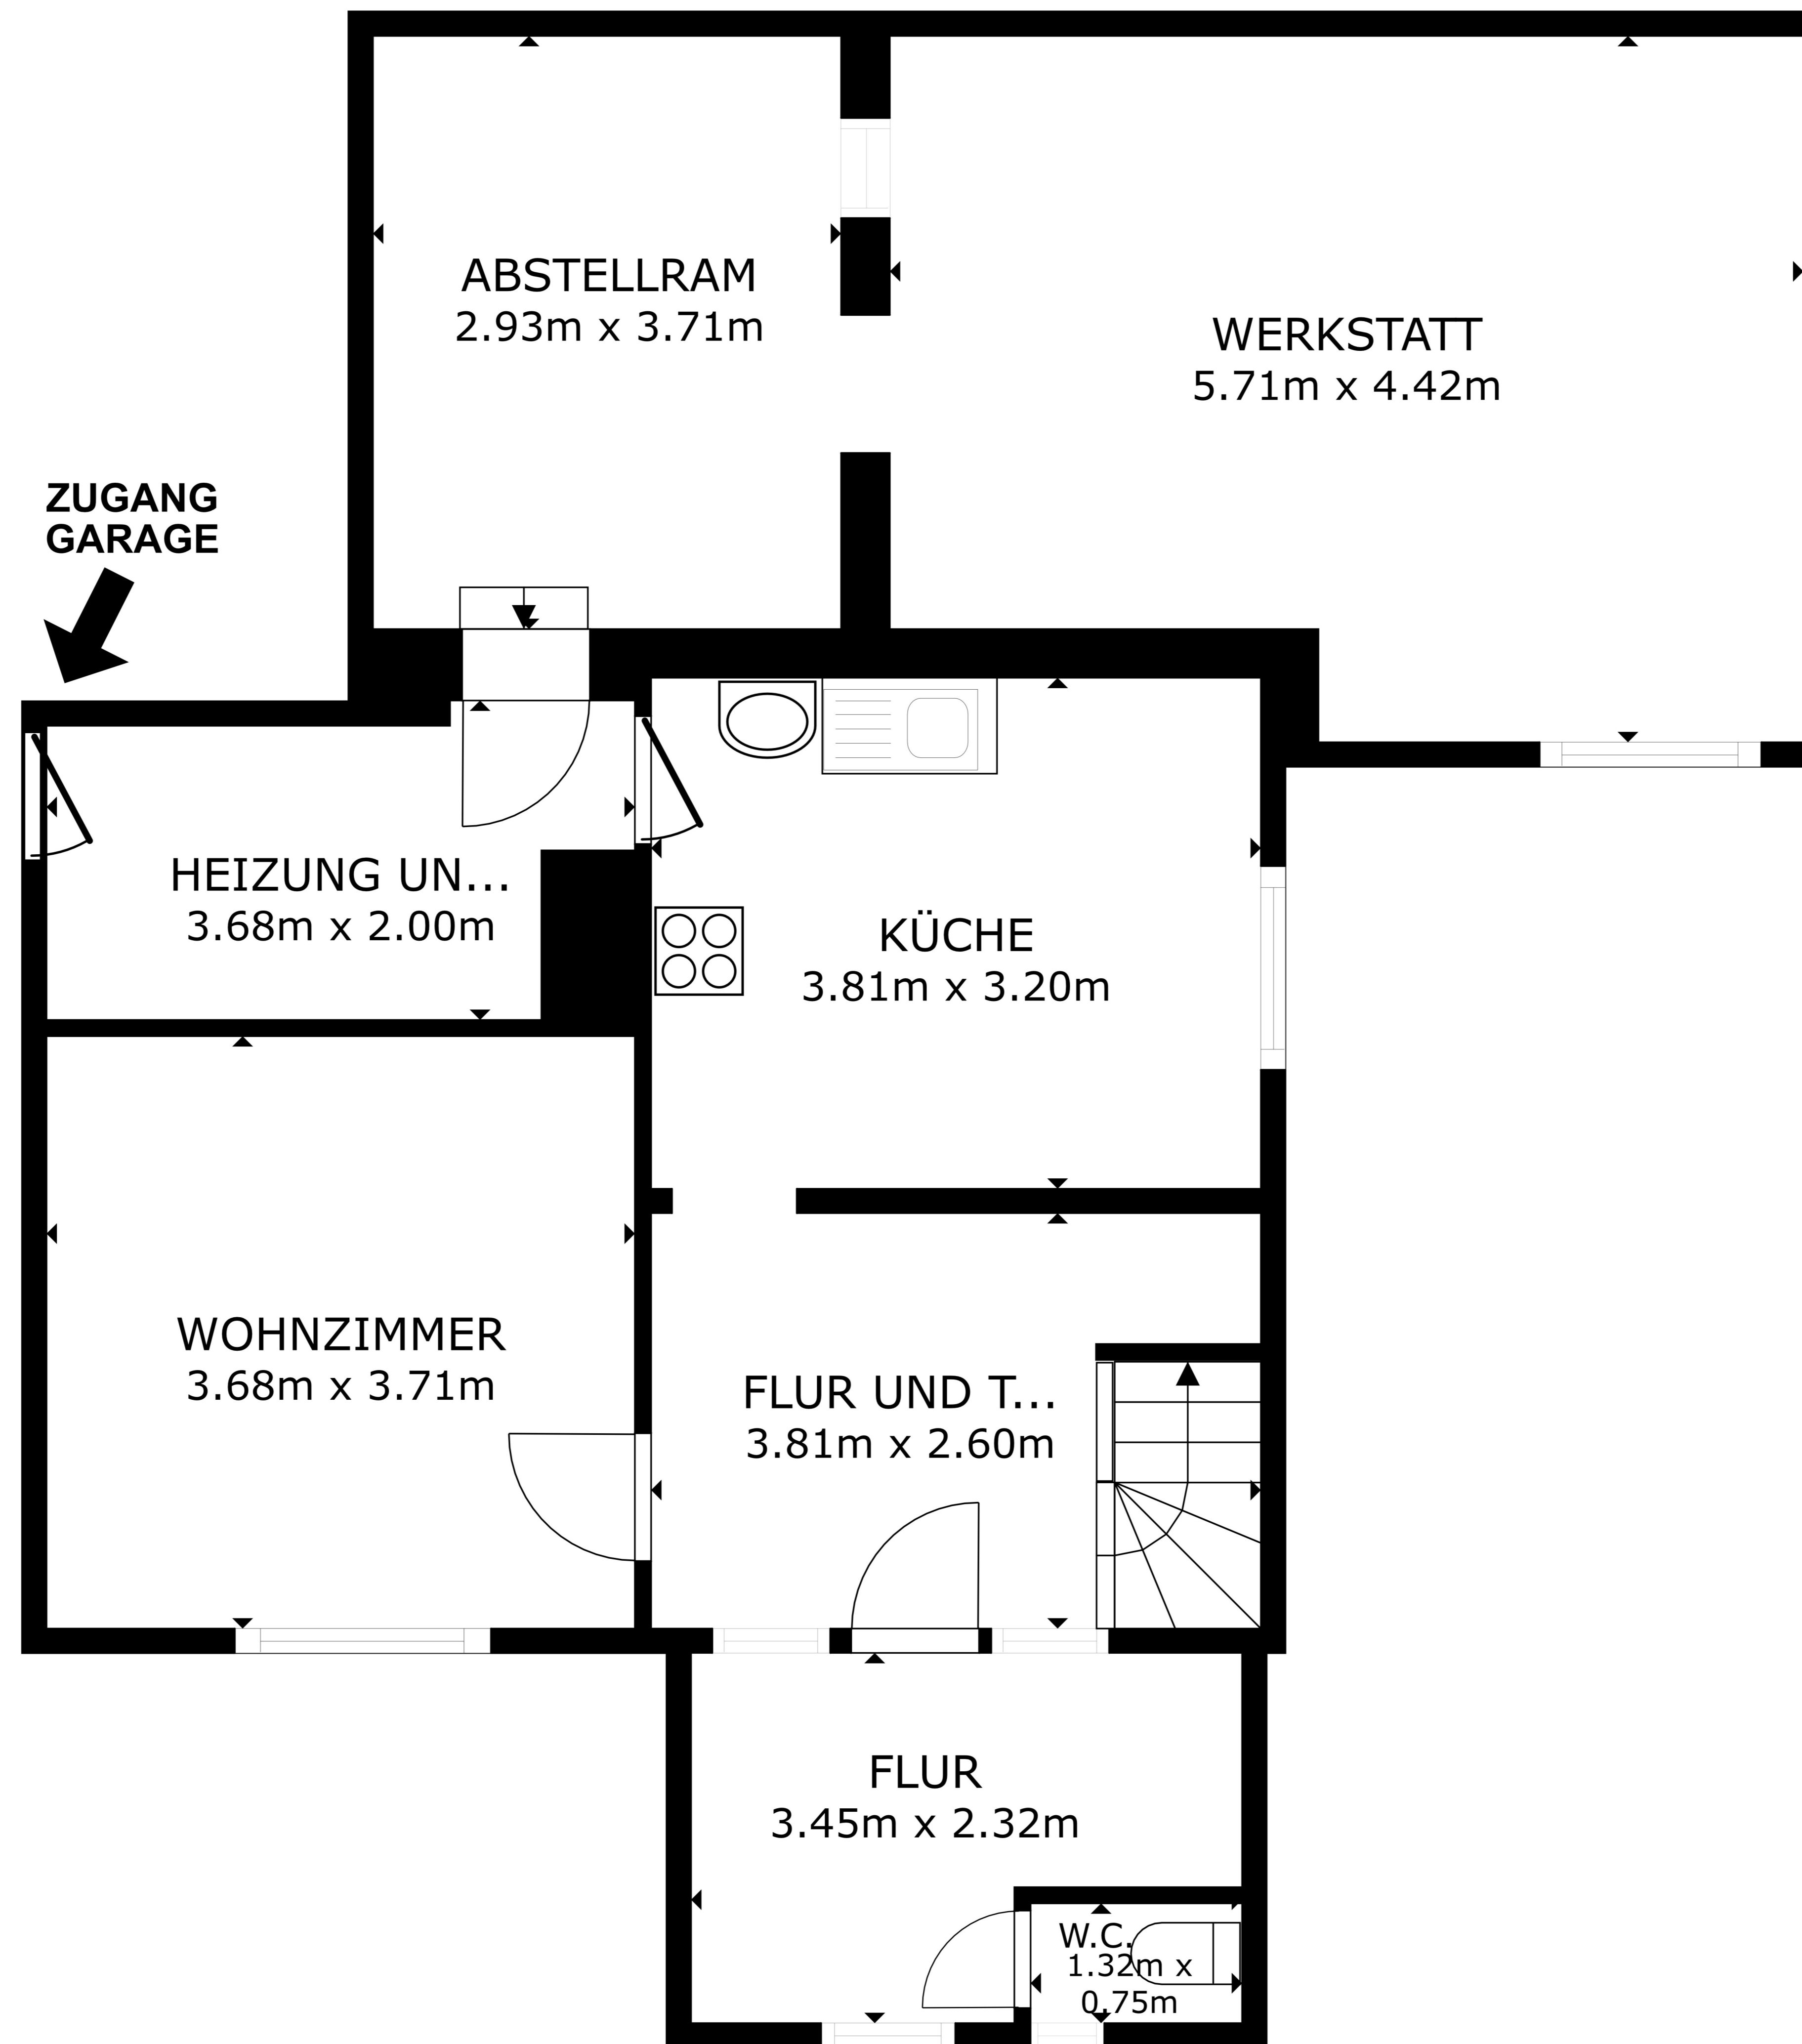 ABSTELLRAM
2.93m x 3.71m
WERKSTATT
5.71m x 4.42m
ZUGANG
GARAGE
HEIZUNG UN...
3.68m x 2.00m
KÜCHE
3.81m x 3.20m
WOHNZIMMER
3.68m x 3.71m
FLUR UND T...
3.81m x 2.60m
FLUR
3.45m x 2.32m
W.C.
1.32m x
0.75m